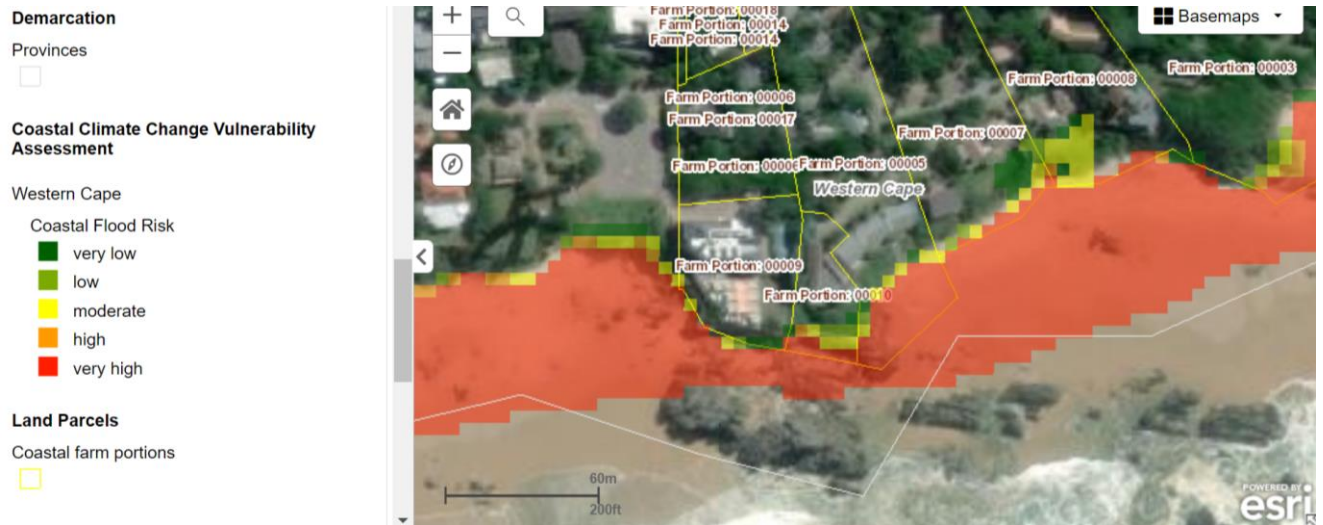 Demarcation
Provinces
Coastal Climate Change Vulnerability
Assessment
Western Cape
Coastal Flood Risk
very low
low
moderate
high
very high
Land Parcels
Coastal farm portions
Basemaps
Farm Portion: 00018
Farm Portion: 00014
Farm Portion: 00014
Farm Portion: 00003
Farm Portion: 00008
Farm Portion: 00006
Farm Portion: 00017
Farm Portion: 00007
Farm Portion: 00006
Farm Portion: 00005
Western Cape
Farm Portion: 00009
Farm Portion: 00010
60m
200ft
POWERED BY
esri